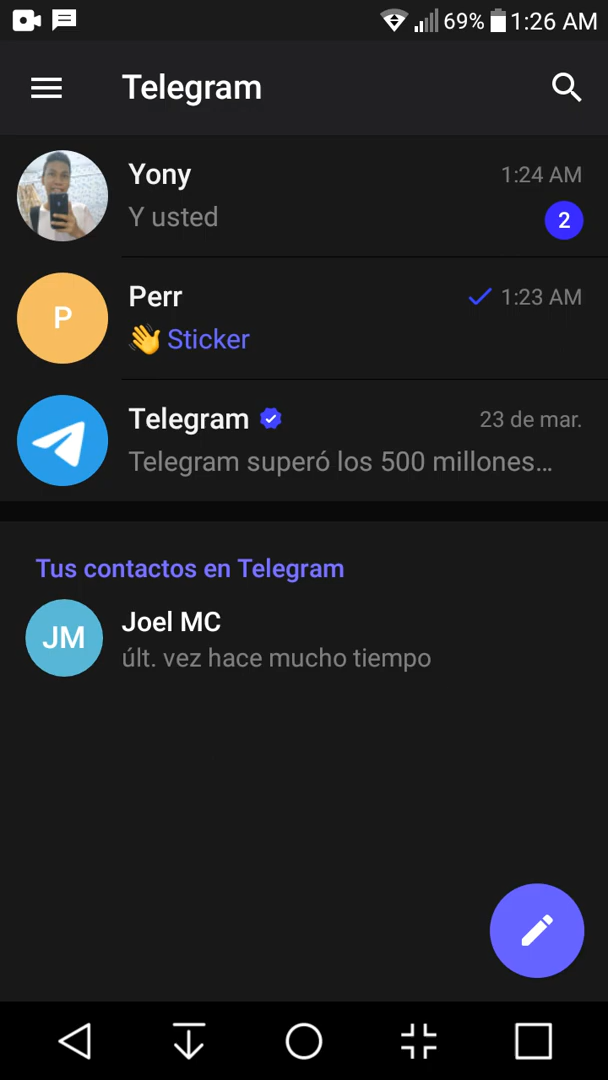 69% 1:26 AM
Telegram
Yony 1:24 AM
Y usted 2
P Perr 1:23 AM
👋 Sticker
Telegram 23 de mar.
Telegram superó los 500 millones…
Tus contactos en Telegram
JM Joel MC
últ. vez hace mucho tiempo